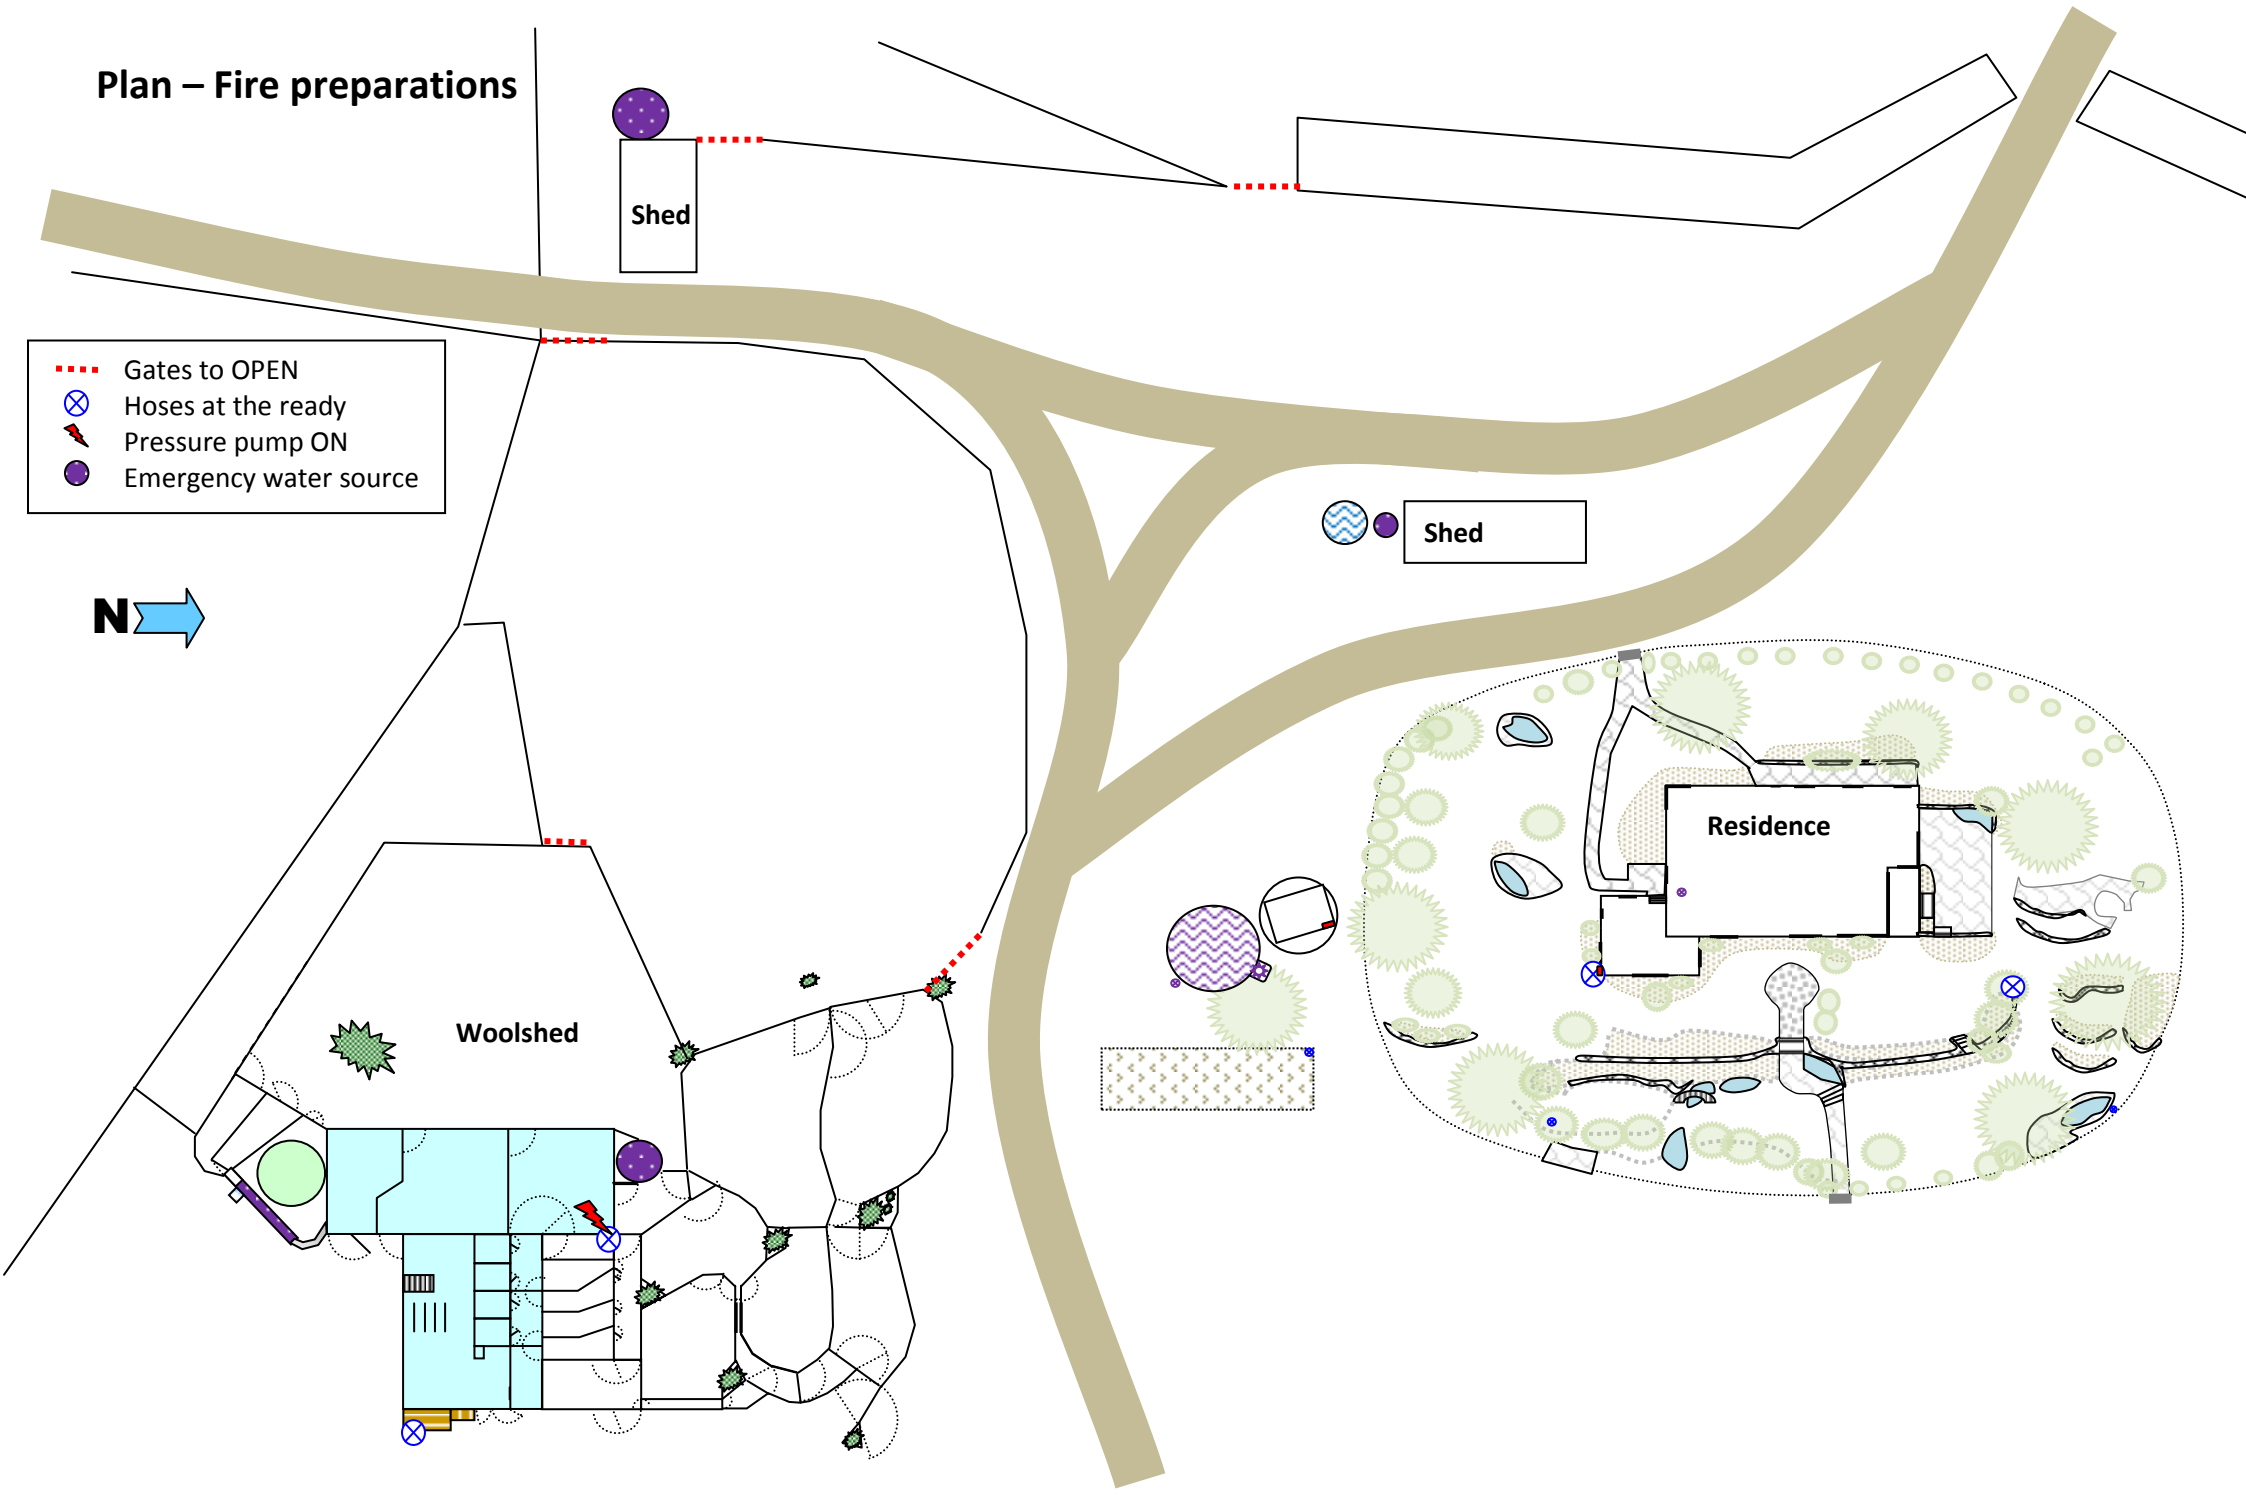 Plan – Fire preparations
Shed
Gates to OPEN
Hoses at the ready
Pressure pump ON
Emergency water source
Shed
N
Residence
Woolshed